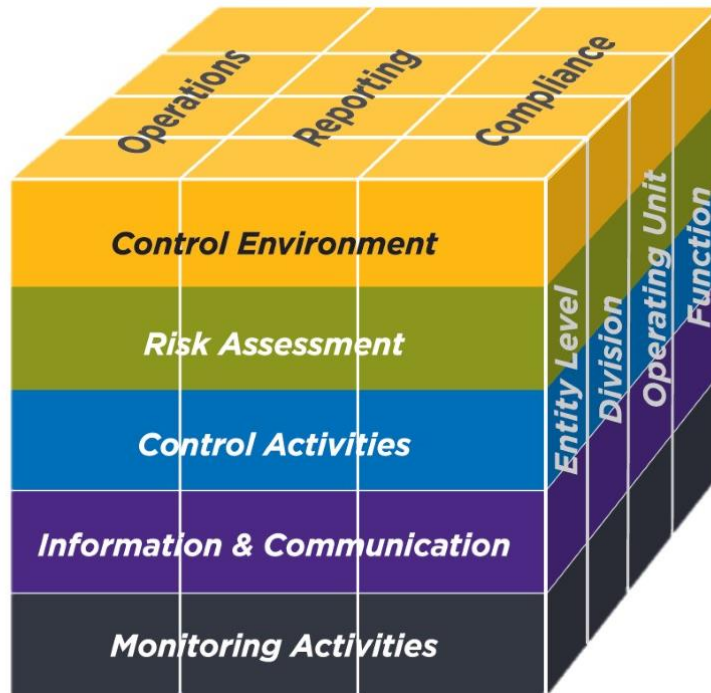 Operations
Reporting
Compliance
Control Environment
Risk Assessment
Control Activities
Information & Communication
Monitoring Activities
Entity Level
Division
Operating Unit
Function